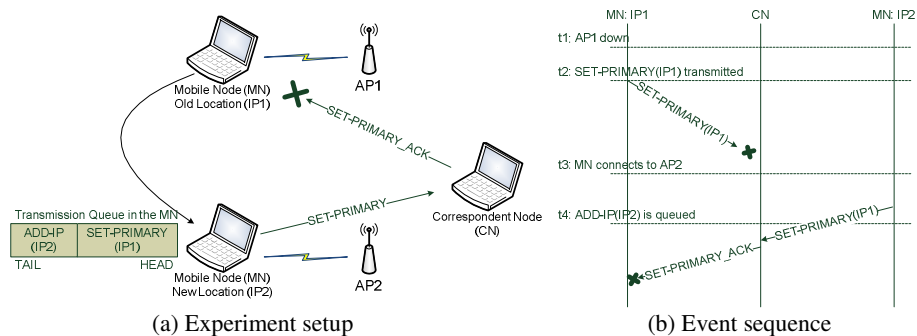 Mobile Node (MN)
Old Location (IP1)
AP1
SET-PRIMARY_ACK
Transmission Queue in the MN
ADD-IP
(IP2)
SET-PRIMARY
(IP1)
TAIL
HEAD
SET-PRIMARY
Correspondent Node
(CN)
Mobile Node (MN)
New Location (IP2)
AP2
(a) Experiment setup
MN: IP1
CN
MN: IP2
t1: AP1 down
t2: SET-PRIMARY(IP1) transmitted
SET-PRIMARY(IP1)
t3: MN connects to AP2
t4: ADD-IP(IP2) is queued
SET-PRIMARY(IP1)
SET-PRIMARY_ACK
(b) Event sequence